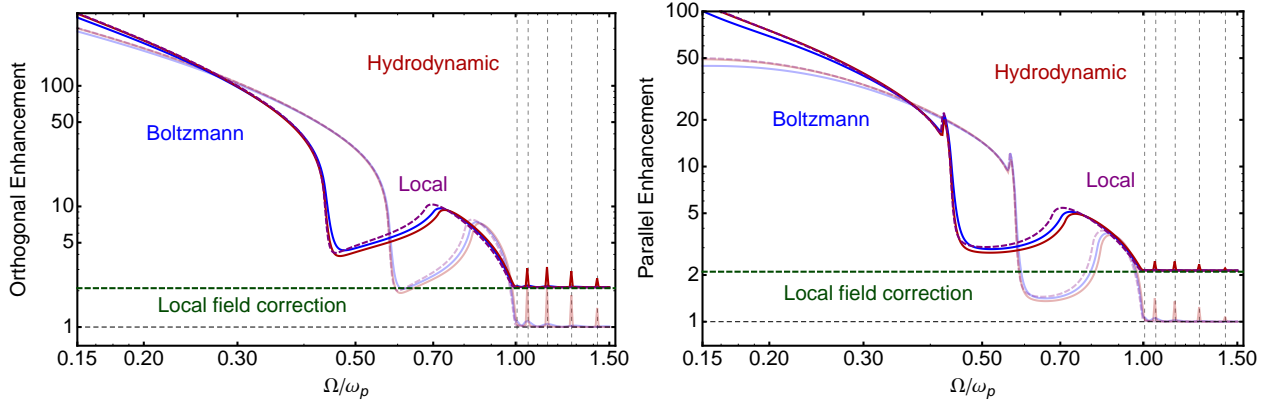 Orthogonal Enhancement
100
50
10
5
1
Hydrodynamic
Boltzmann
Local
Local field correction
0.15 0.20 0.30 0.50 0.70 1.00 1.50
Ω/ωp
Parallel Enhancement
100
50
20
10
5
2
1
Hydrodynamic
Boltzmann
Local
Local field correction
0.15 0.20 0.30 0.50 0.70 1.00 1.50
Ω/ωp